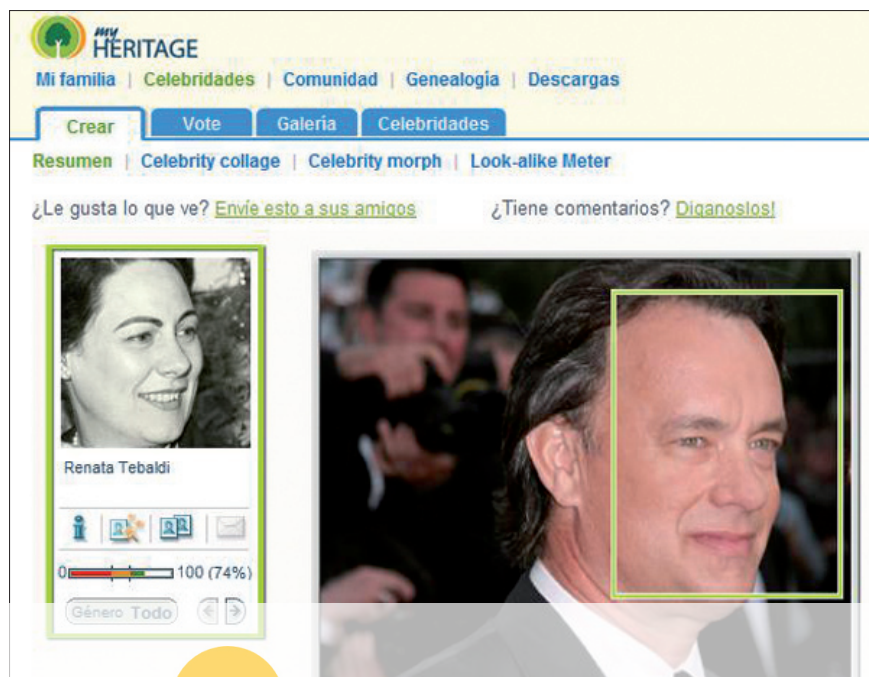 my
HERITAGE
Mi familia | Celebridades | Comunidad | Genealogía | Descargas
Crear Vote Galería Celebridades
Resumen | Celebrity collage | Celebrity morph | Look-alike Meter
¿Le gusta lo que ve? Envíe esto a sus amigos ¿Tiene comentarios? Díganoslos!
Renata Tebaldi
0 100 (74%)
Género Todo